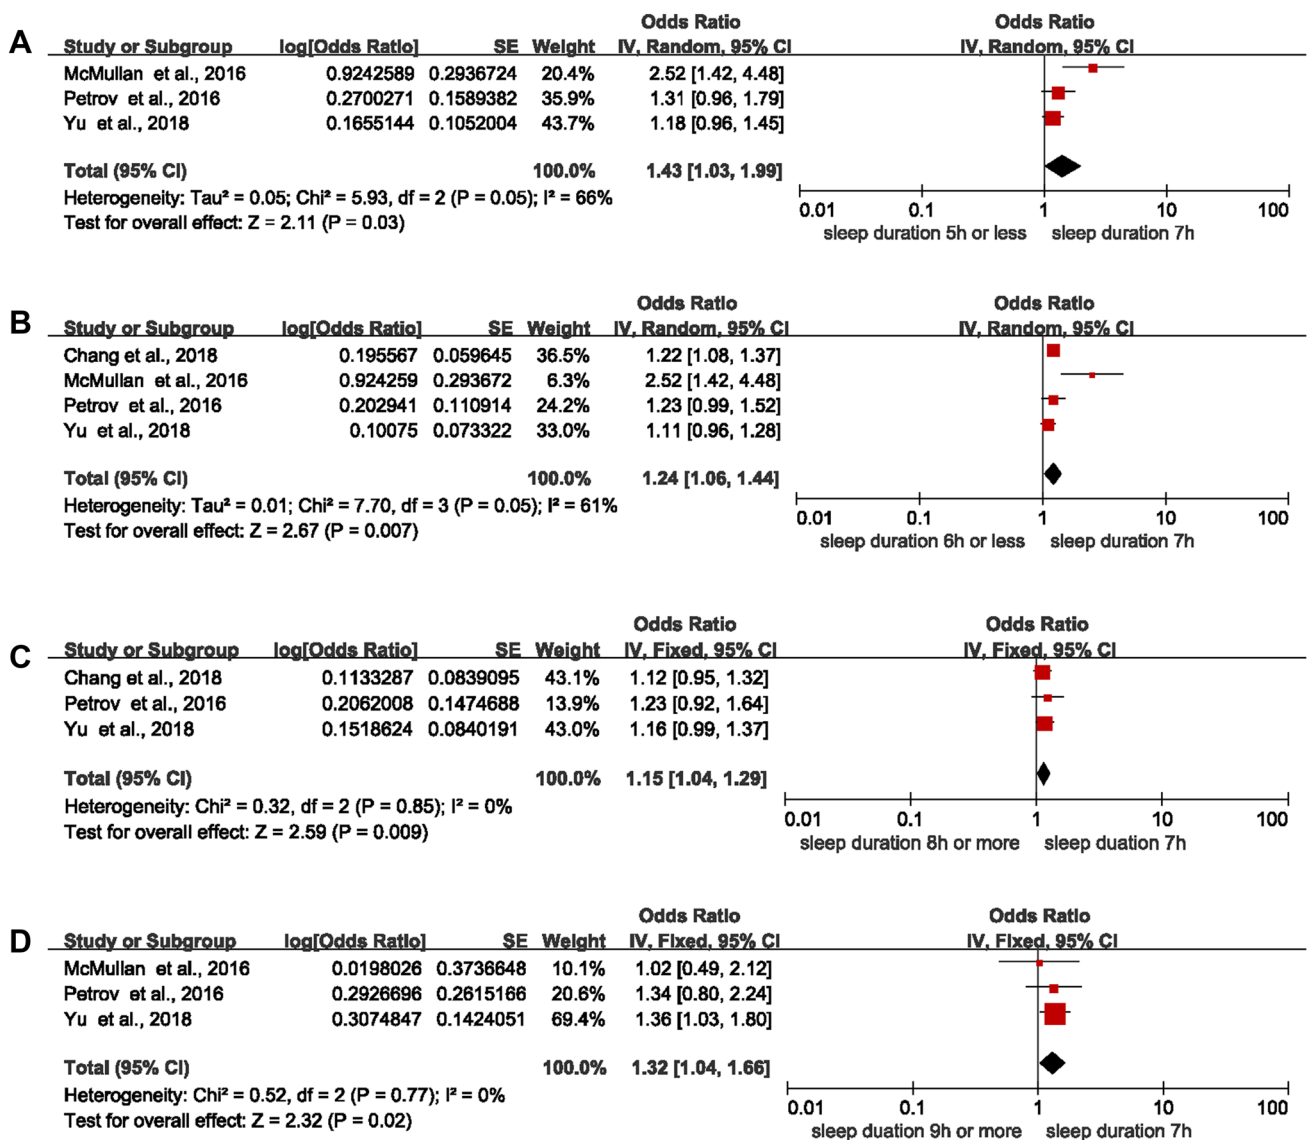 A
Odds Ratio Odds Ratio
Study or Subgroup log[Odds Ratio] SE Weight IV, Random, 95% CI IV, Random, 95% CI
McMullan et al., 2016 0.9242589 0.2936724 20.4% 2.52 [1.42, 4.48]
Petrov et al., 2016 0.2700271 0.1589382 35.9% 1.31 [0.96, 1.79]
Yu et al., 2018 0.1655144 0.1052004 43.7% 1.18 [0.96, 1.45]
Total (95% CI) 100.0% 1.43 [1.03, 1.99]
Heterogeneity: Tau² = 0.05; Chi² = 5.93, df = 2 (P = 0.05); I² = 66%
Test for overall effect: Z = 2.11 (P = 0.03)
0.01 0.1 1 10 100
sleep duration 5h or less sleep duration 7h
B
Odds Ratio Odds Ratio
Study or Subgroup log[Odds Ratio] SE Weight IV, Random, 95% CI IV, Random, 95% CI
Chang et al., 2018 0.195567 0.059645 36.5% 1.22 [1.08, 1.37]
McMullan et al., 2016 0.924259 0.293672 6.3% 2.52 [1.42, 4.48]
Petrov et al., 2016 0.202941 0.110914 24.2% 1.23 [0.99, 1.52]
Yu et al., 2018 0.10075 0.073322 33.0% 1.11 [0.96, 1.28]
Total (95% CI) 100.0% 1.24 [1.06, 1.44]
Heterogeneity: Tau² = 0.01; Chi² = 7.70, df = 3 (P = 0.05); I² = 61%
Test for overall effect: Z = 2.67 (P = 0.007)
0.01 0.1 1 10 100
sleep duration 6h or less sleep duration 7h
C
Odds Ratio Odds Ratio
Study or Subgroup log[Odds Ratio] SE Weight IV, Fixed, 95% CI IV, Fixed, 95% CI
Chang et al., 2018 0.1133287 0.0839095 43.1% 1.12 [0.95, 1.32]
Petrov et al., 2016 0.2062008 0.1474688 13.9% 1.23 [0.92, 1.64]
Yu et al., 2018 0.1518624 0.0840191 43.0% 1.16 [0.99, 1.37]
Total (95% CI) 100.0% 1.15 [1.04, 1.29]
Heterogeneity: Chi² = 0.32, df = 2 (P = 0.85); I² = 0%
Test for overall effect: Z = 2.59 (P = 0.009)
0.01 0.1 1 10 100
sleep duration 8h or more sleep duation 7h
D
Odds Ratio Odds Ratio
Study or Subgroup log[Odds Ratio] SE Weight IV, Fixed, 95% CI IV, Fixed, 95% CI
McMullan et al., 2016 0.0198026 0.3736648 10.1% 1.02 [0.49, 2.12]
Petrov et al., 2016 0.2926696 0.2615166 20.6% 1.34 [0.80, 2.24]
Yu et al., 2018 0.3074847 0.1424051 69.4% 1.36 [1.03, 1.80]
Total (95% CI) 100.0% 1.32 [1.04, 1.66]
Heterogeneity: Chi² = 0.52, df = 2 (P = 0.77); I² = 0%
Test for overall effect: Z = 2.32 (P = 0.02)
0.01 0.1 1 10 100
sleep duation 9h or more sleep duration 7h